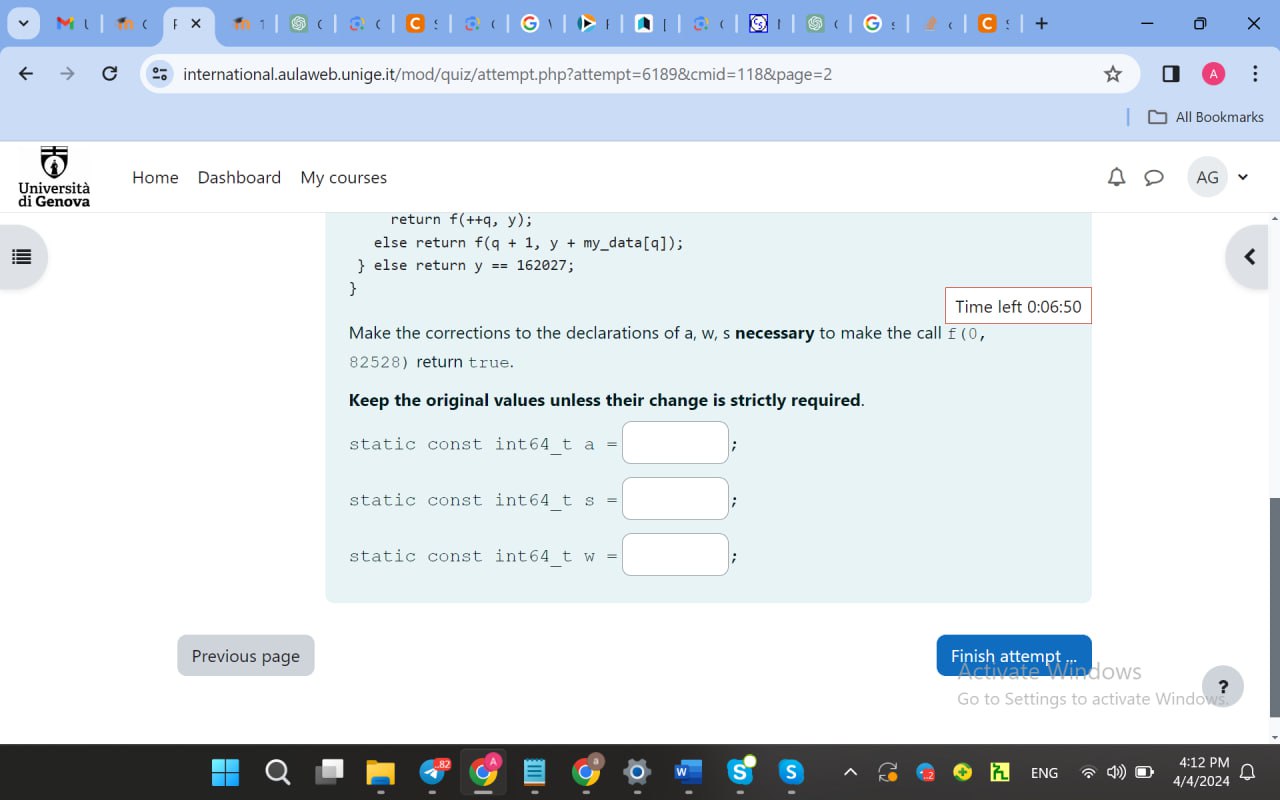 international.aulaweb.unige.it/mod/quiz/attempt.php?attempt=6189&cmid=118&page=2
All Bookmarks
Università
di Genova
Home Dashboard My courses
AG
return f(++q, y);
else return f(q + 1, y + my_data[q]);
} else return y == 162027;
}
Time left 0:06:50
Make the corrections to the declarations of a, w, s necessary to make the call f(0,
82528) return true.
Keep the original values unless their change is strictly required.
static const int64_t a = ;
static const int64_t s = ;
static const int64_t w = ;
Previous page
Finish attempt ...
Activate Windows
Go to Settings to activate Windows.
?
ENG
4:12 PM
4/4/2024